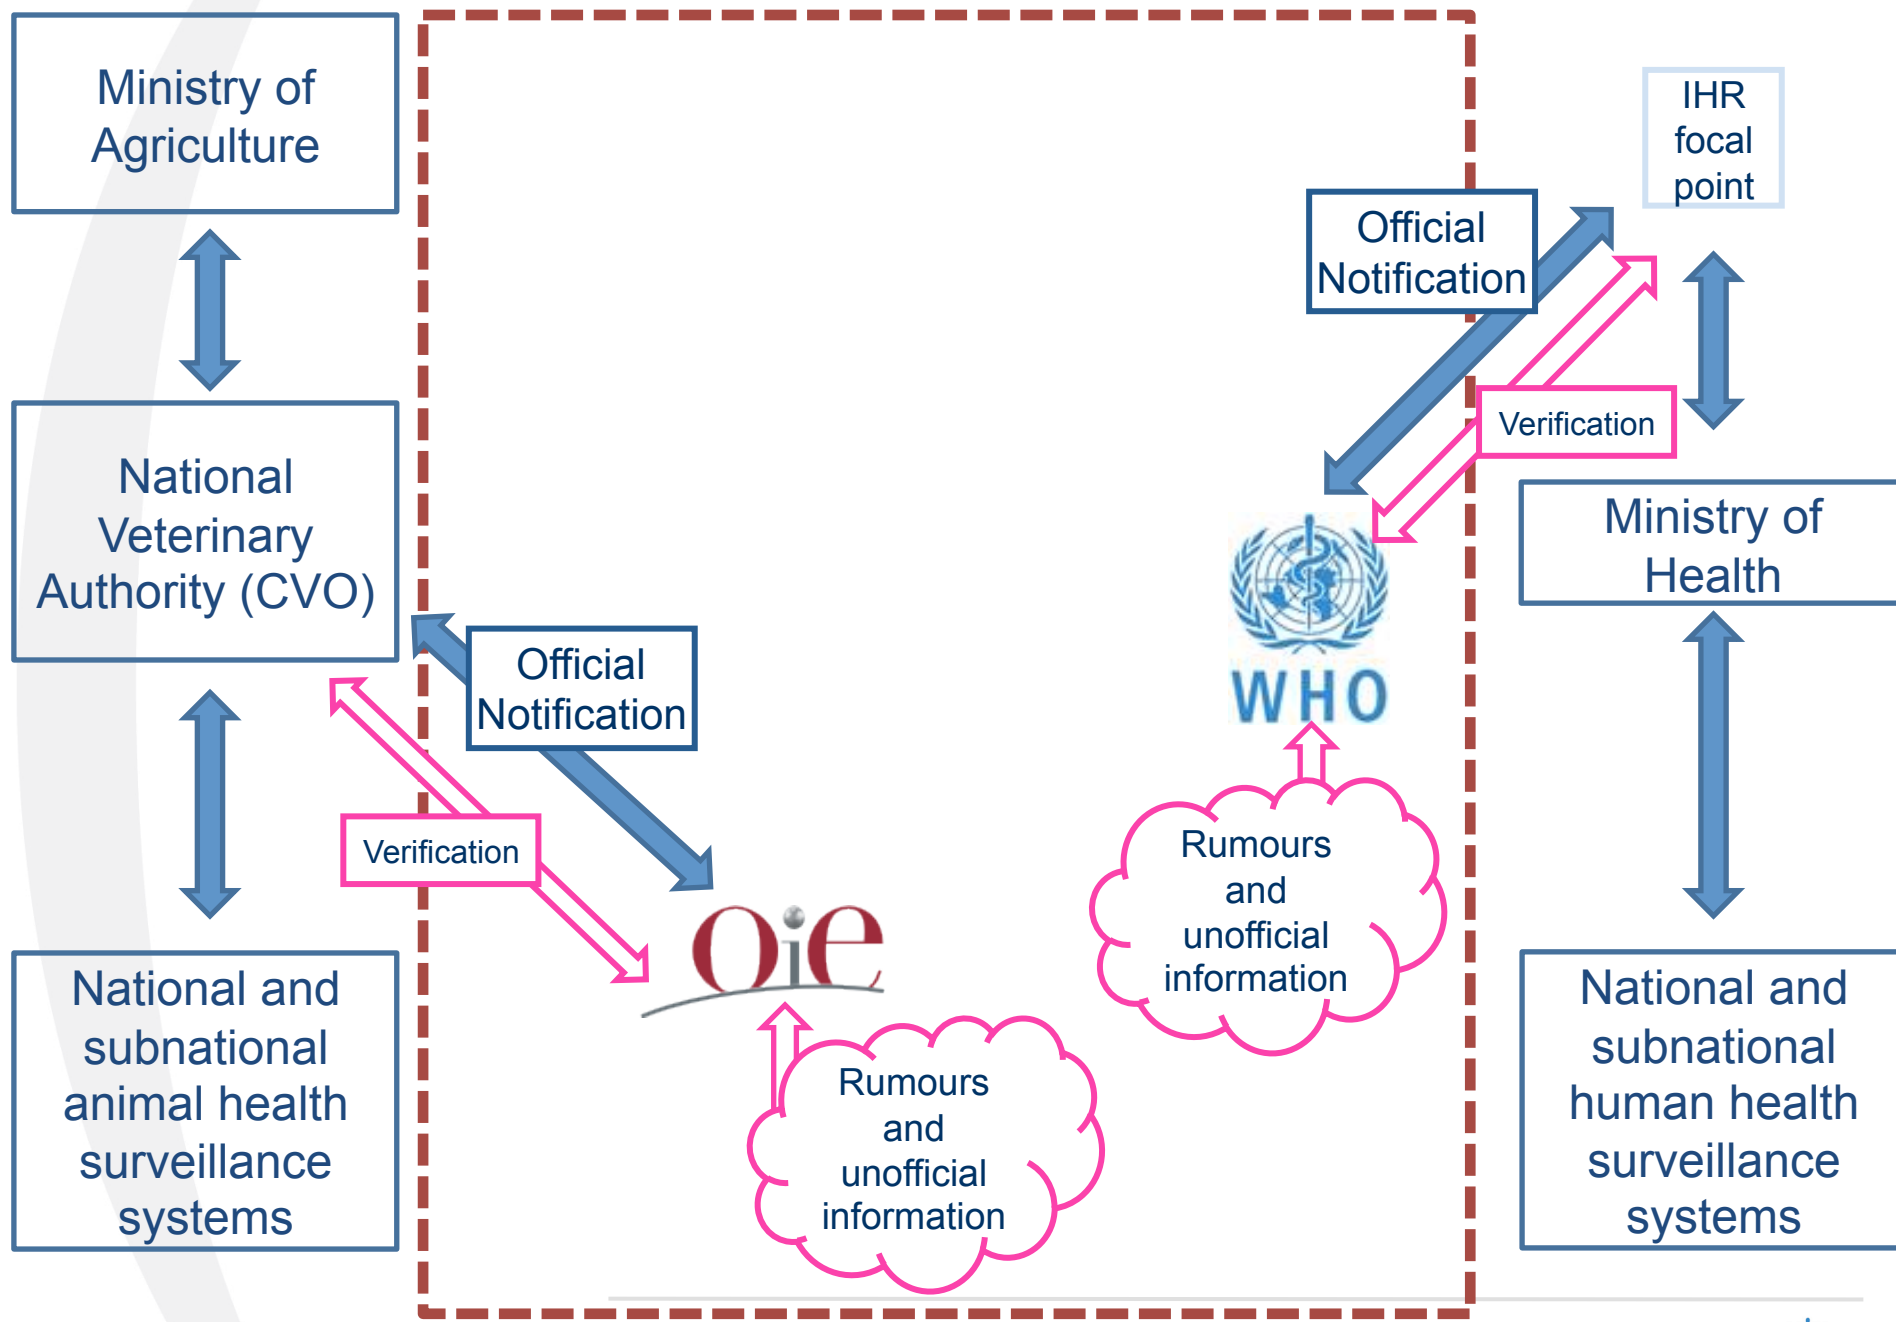 Ministry of
Agriculture
National
Veterinary
Authority (CVO)
National and
subnational
animal health
surveillance
systems
Official
Notification
Verification
oie
Rumours
and
unofficial
information
WHO
Rumours
and
unofficial
information
Official
Notification
Verification
IHR
focal
point
Ministry of
Health
National and
subnational
human health
surveillance
systems